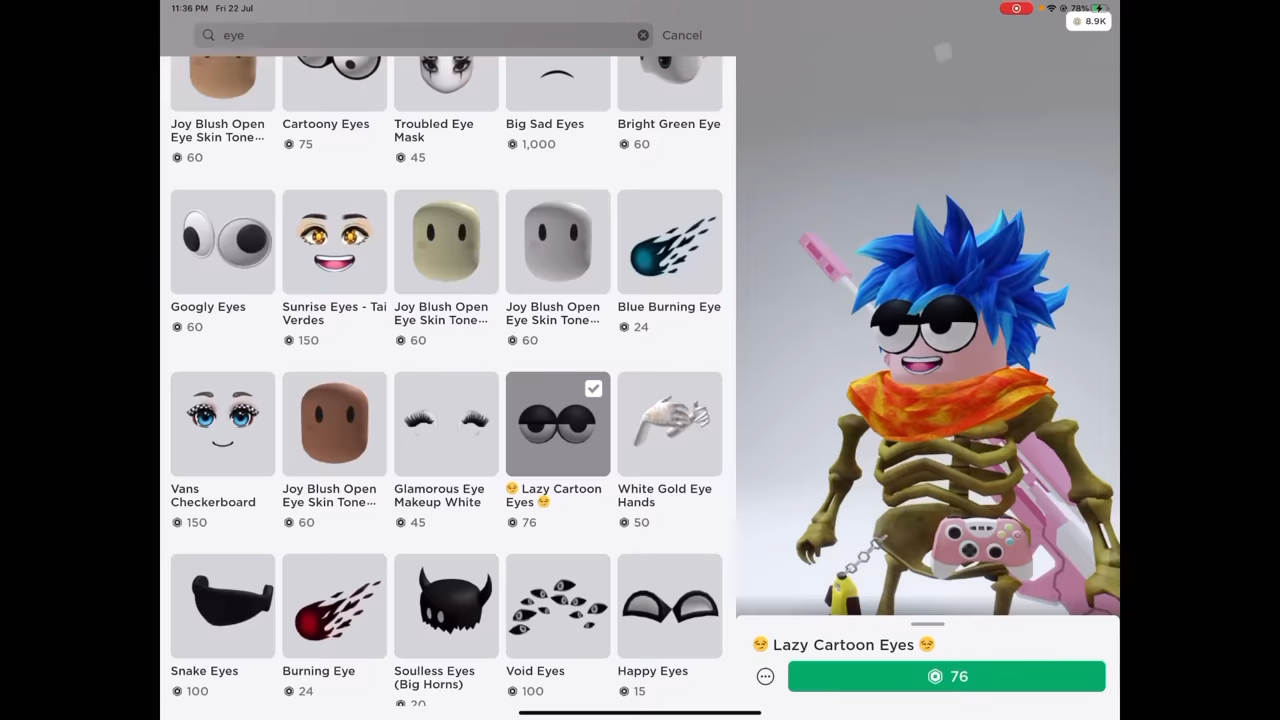 11:36 PM Fri 22 Jul
78%
8.9K
eye
Cancel
Joy Blush Open
Eye Skin Tone...
60
Cartoony Eyes
75
Troubled Eye
Mask
45
Big Sad Eyes
1,000
Bright Green Eye
60
Googly Eyes
60
Sunrise Eyes - Tai
Verdes
150
Joy Blush Open
Eye Skin Tone...
60
Joy Blush Open
Eye Skin Tone...
60
Blue Burning Eye
24
Vans
Checkerboard
150
Joy Blush Open
Eye Skin Tone...
60
Glamorous Eye
Makeup White
45
😏 Lazy Cartoon
Eyes 😏
76
White Gold Eye
Hands
50
Snake Eyes
100
Burning Eye
24
Soulless Eyes
(Big Horns)
20
Void Eyes
100
Happy Eyes
15
😏 Lazy Cartoon Eyes 😏
76